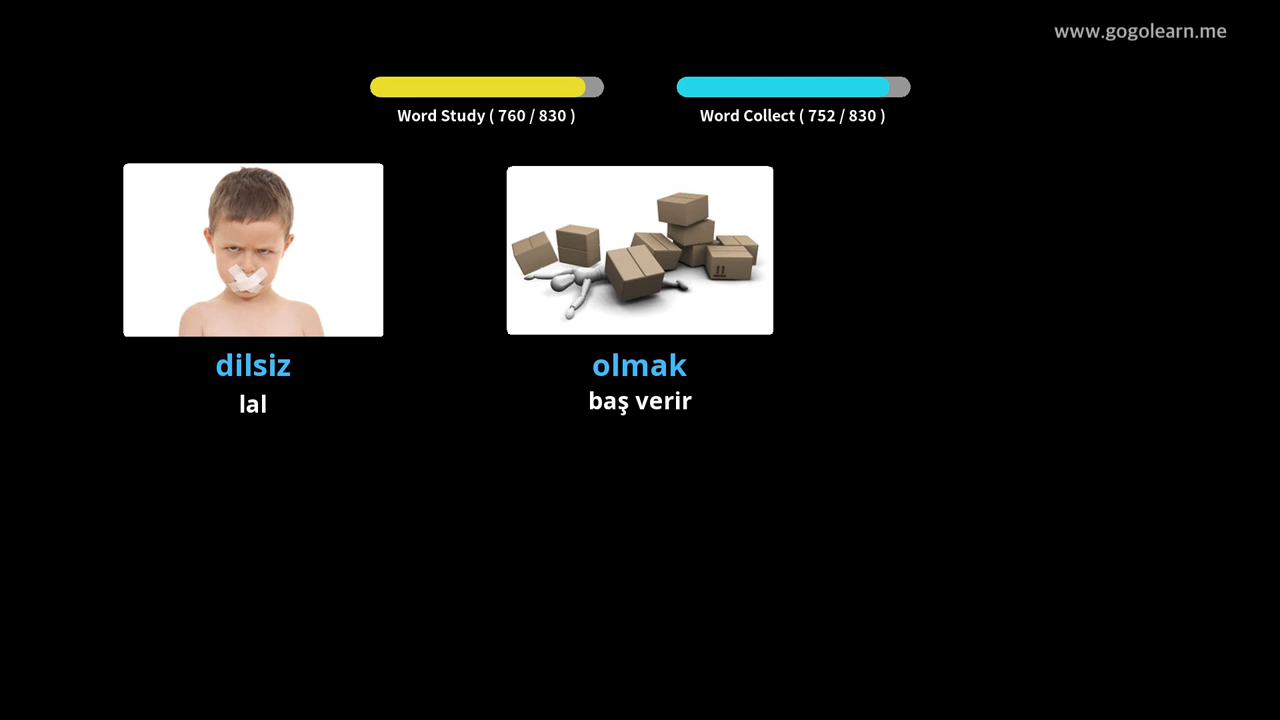 www.gogolearn.me
Word Study ( 760 / 830 )
Word Collect ( 752 / 830 )
dilsiz
lal
olmak
baş verir